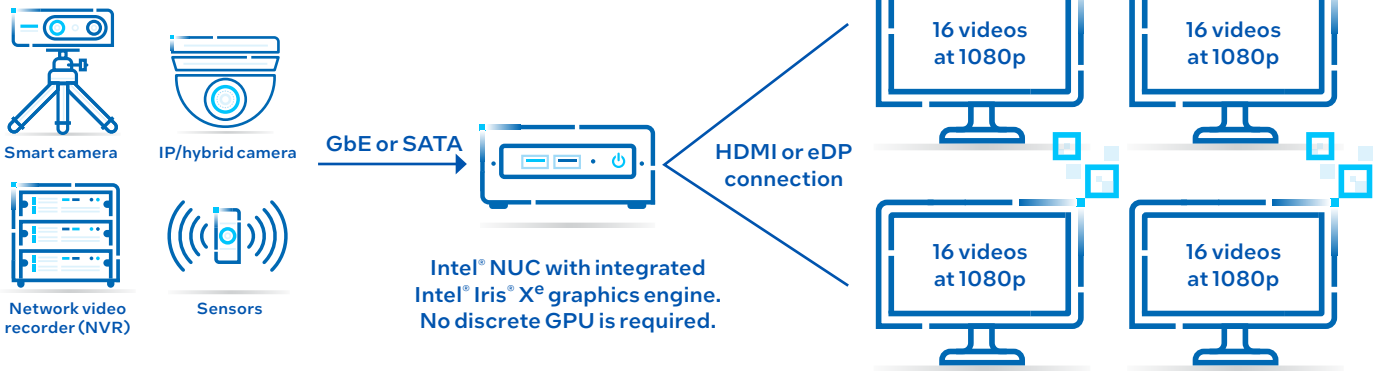 Smart camera
IP/hybrid camera
Network video
recorder (NVR)
Sensors
GbE or SATA
Intel® NUC with integrated
Intel® Iris® Xᵉ graphics engine.
No discrete GPU is required.
HDMI or eDP
connection
16 videos
at 1080p
16 videos
at 1080p
16 videos
at 1080p
16 videos
at 1080p